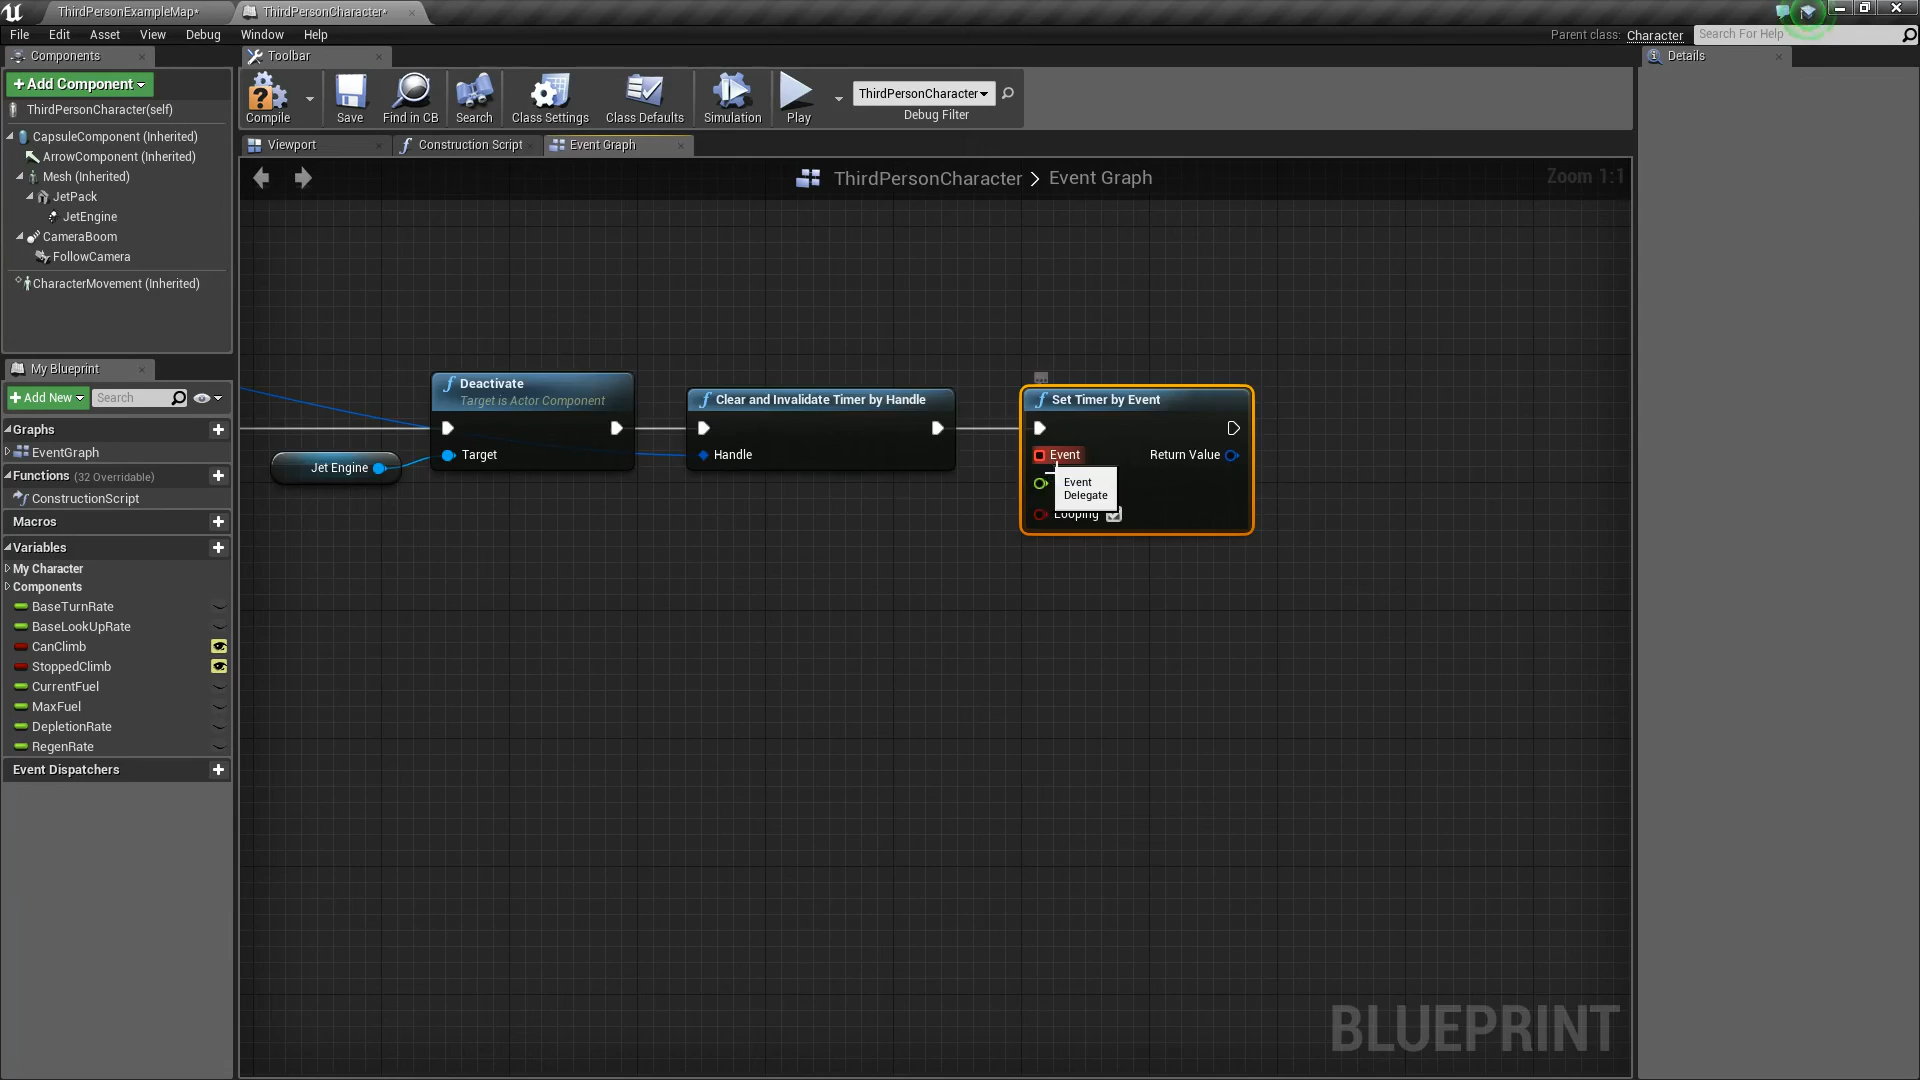 ThirdPersonExampleMap*
ThirdPersonCharacter*
File Edit Asset View Debug Window Help
Parent class: Character
Search For Help
Components
Toolbar
Details
+Add Component
ThirdPersonCharacter(self)
CapsuleComponent (Inherited)
ArrowComponent (Inherited)
Mesh (Inherited)
JetPack
JetEngine
CameraBoom
FollowCamera
CharacterMovement (Inherited)
Compile
Save
Find in CB
Search
Class Settings
Class Defaults
Simulation
Play
ThirdPersonCharacter
Debug Filter
Viewport
Construction Script
Event Graph
ThirdPersonCharacter > Event Graph
Zoom 1:1
My Blueprint
+Add New
Search
Graphs
EventGraph
Functions (32 Overridable)
ConstructionScript
Macros
Variables
My Character
Components
BaseTurnRate
BaseLookUpRate
CanClimb
StoppedClimb
CurrentFuel
MaxFuel
DepletionRate
RegenRate
Event Dispatchers
Deactivate
Target is Actor Component
Target
Jet Engine
Clear and Invalidate Timer by Handle
Handle
Set Timer by Event
Event
Return Value
Event
Delegate
Looping
BLUEPRINT